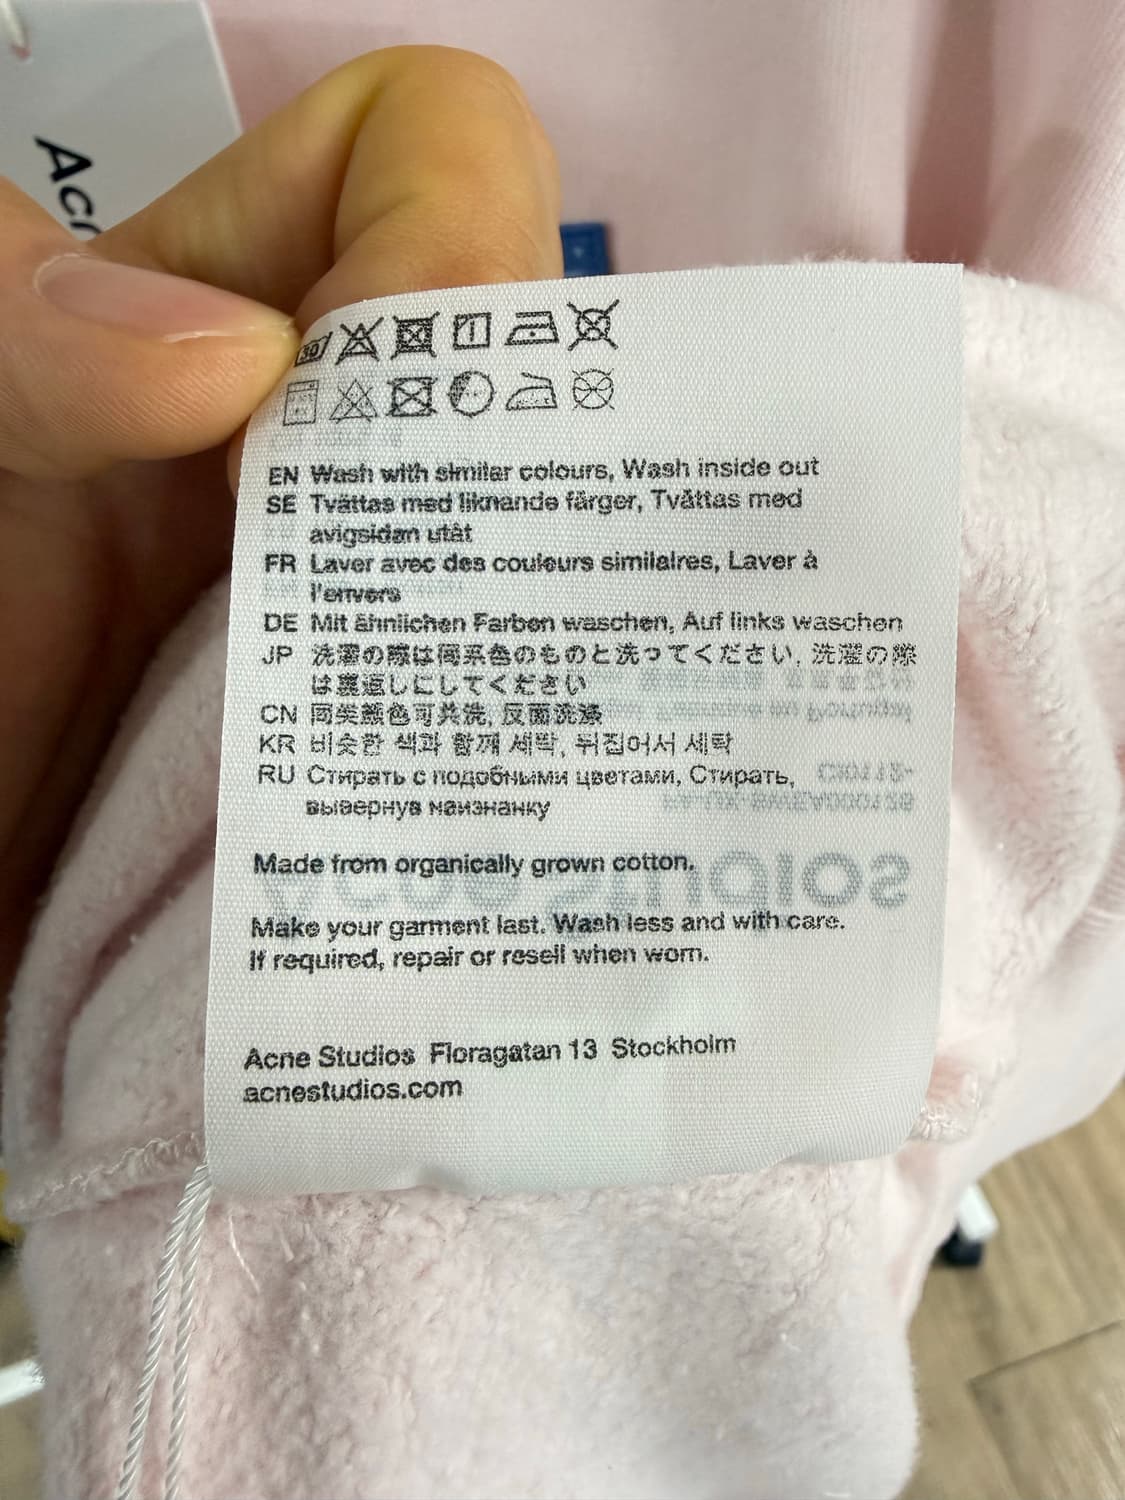 Acn
30
EN Wash with similar colours, Wash inside out
SE Tvättas med liknande färger, Tvättas med
avigsidan utåt
FR Laver avec des couleurs similaires, Laver à
l'envers
DE Mit ähnlichen Farben waschen, Auf links waschen
JP 洗濯の際は同系色のものと洗ってください, 洗濯の際
は裏返しにしてください
CN 同类颜色可共洗, 反面洗涤
KR 비슷한 색과 함께 세탁, 뒤집어서 세탁
RU Стирать с подобными цветами, Стирать,
вывернув наизнанку
Made from organically grown cotton.
Make your garment last. Wash less and with care.
If required, repair or resell when worn.
Acne Studios Floragatan 13 Stockholm
acnestudios.com